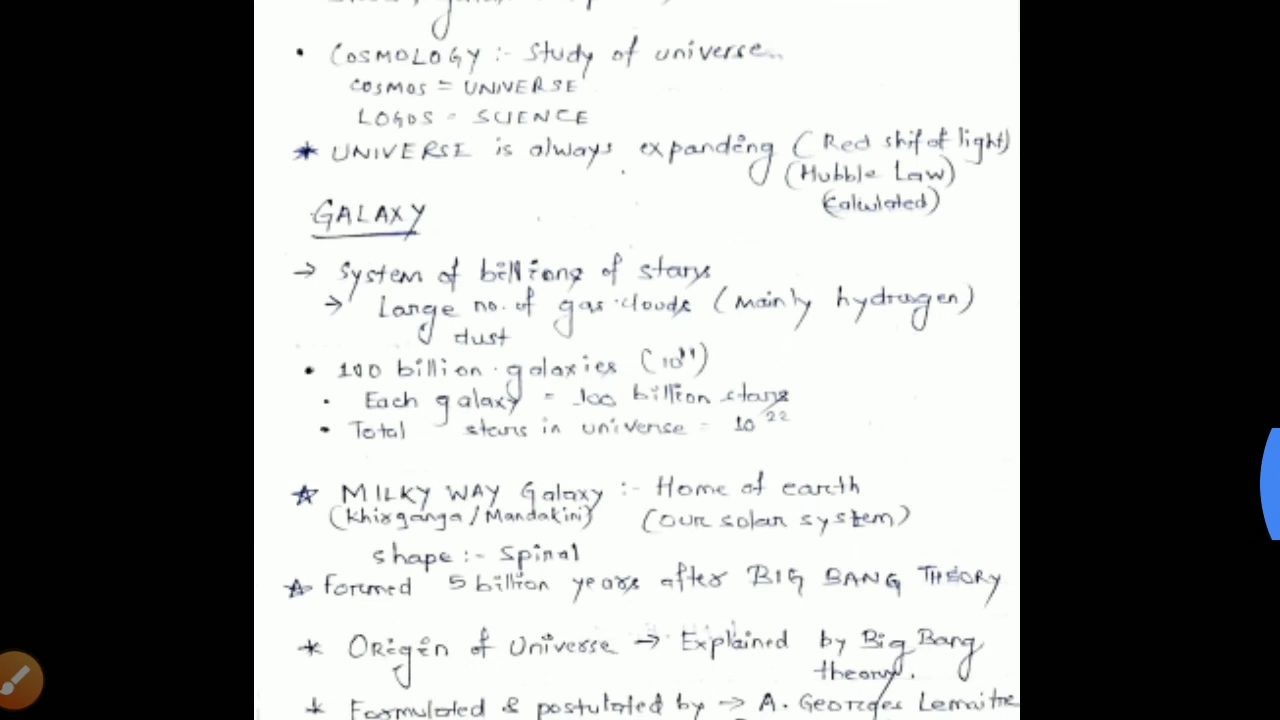 • COSMOLOGY :- Study of universe..
COSMOS = UNIVERSE
LOGOS - SCIENCE
* UNIVERSE is always expanding (Red shift of light)
(Hubble Law)
(Calculated)
GALAXY
→ System of billions of stars
→ Large no. of gas clouds (mainly hydrogen)
dust
• 100 billion galaxies (10¹¹)
• Each galaxy = 100 billion stars
• Total stars in universe = 10²²
☆ MILKY WAY Galaxy :- Home of earth
(Khirganga / Mandakini) (our solar system)
shape :- Spiral
☆ formed 5 billion years after BIG BANG THEORY
* Origin of Universe → Explained by Big Bang
theory.
* Formulated & postulated by → A. Georges Lemaitre